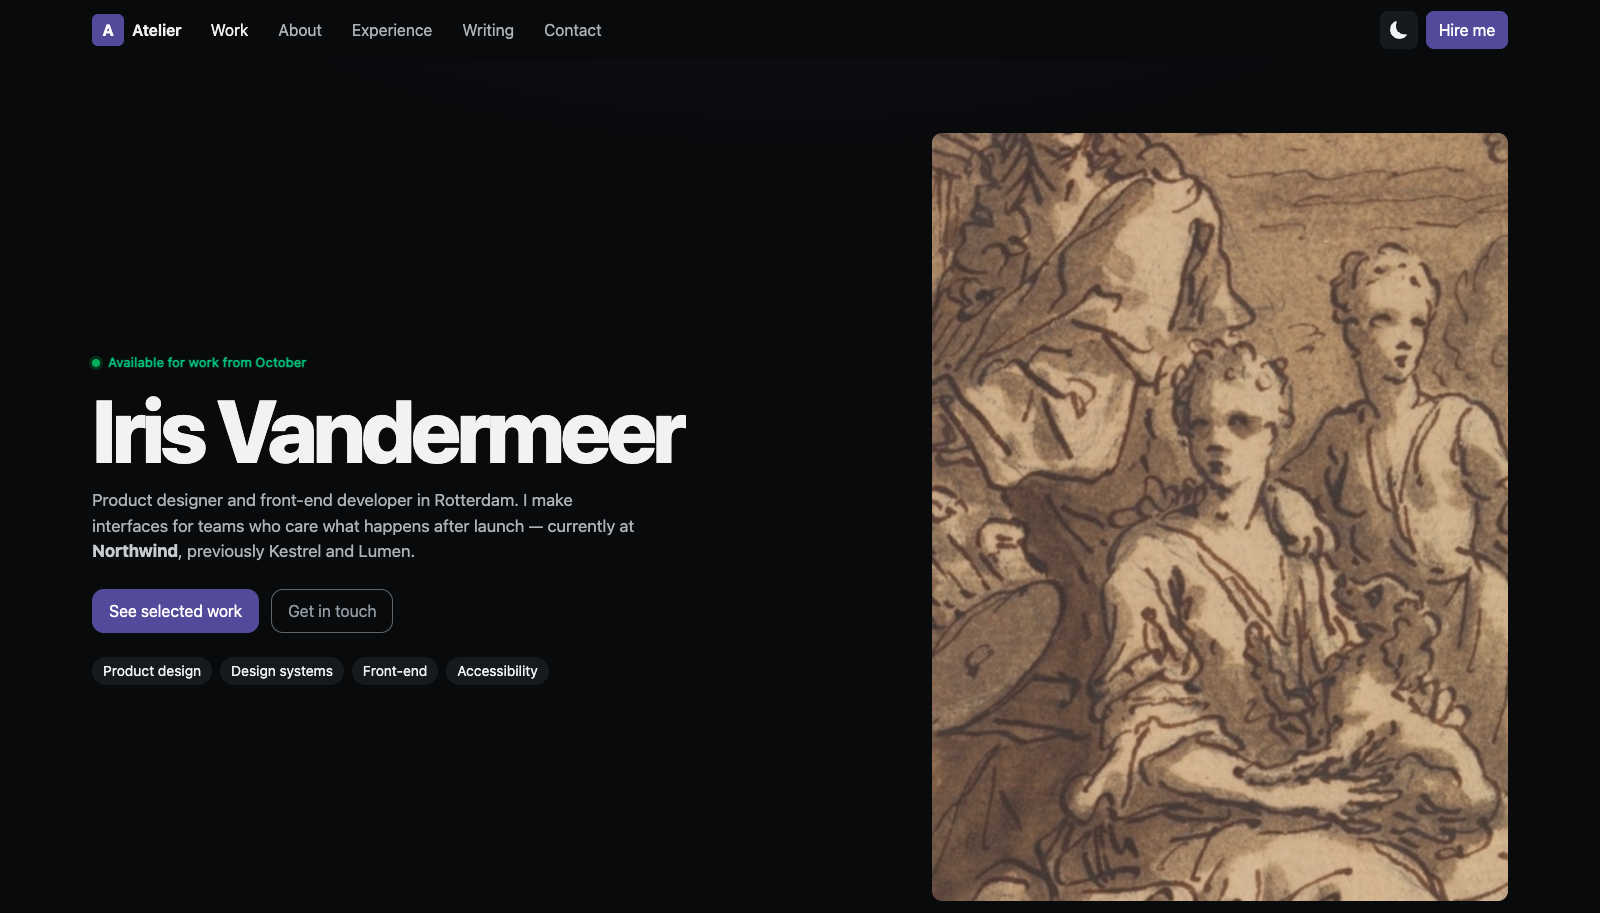 A Atelier Work About Experience Writing Contact Hire me
Available for work from October
Iris Vandermeer
Product designer and front-end developer in Rotterdam. I make
interfaces for teams who care what happens after launch — currently at
Northwind, previously Kestrel and Lumen.
See selected work Get in touch
Product design Design systems Front-end Accessibility